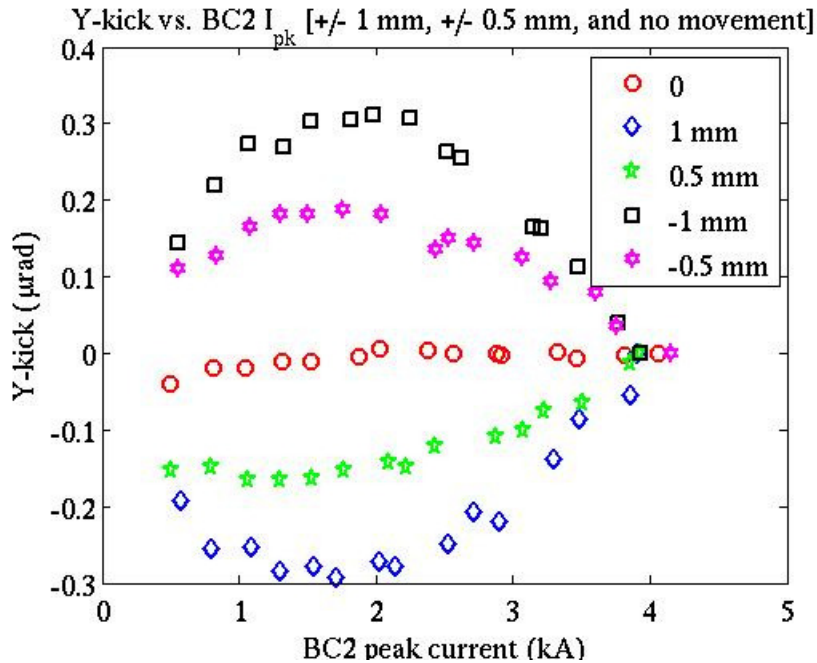 Y-kick vs. BC2 I_pk [+/- 1 mm, +/- 0.5 mm, and no movement]
0.4
0.3
0.2
0.1
0
-0.1
-0.2
-0.3
Y-kick ( μrad)
0
1 mm
0.5 mm
-1 mm
-0.5 mm
0 1 2 3 4 5
BC2 peak current (kA)